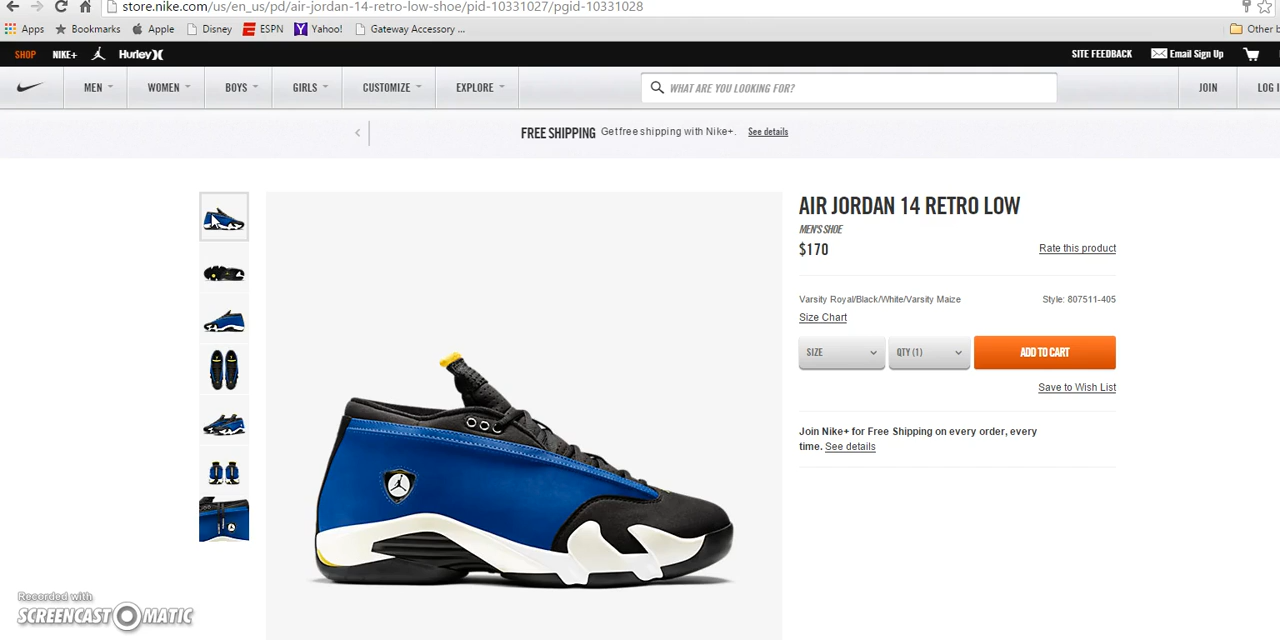 store.nike.com/us/en_us/pd/air-jordan-14-retro-low-shoe/pid-10331027/pgid-10331028
Apps Bookmarks Apple Disney ESPN Yahoo! Gateway Accessory ... Other b
SHOP NIKE+ Hurley SITE FEEDBACK Email Sign Up
MEN WOMEN BOYS GIRLS CUSTOMIZE EXPLORE WHAT ARE YOU LOOKING FOR? JOIN LOG I
FREE SHIPPING Get free shipping with Nike+. See details
AIR JORDAN 14 RETRO LOW
MEN'S SHOE
$170 Rate this product
Varsity Royal/Black/White/Varsity Maize Style: 807511-405
Size Chart
SIZE QTY (1) ADD TO CART
Save to Wish List
Join Nike+ for Free Shipping on every order, every
time. See details
Recorded with
SCREENCAST O MATIC